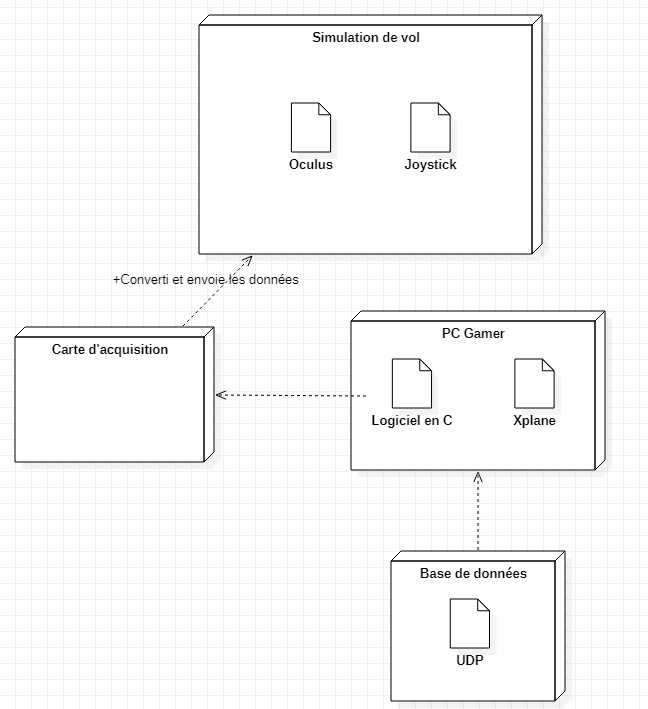 Simulation de vol
Oculus
Joystick
+Converti et envoie les données
Carte d'acquisition
PC Gamer
Logiciel en C
Xplane
Base de données
UDP